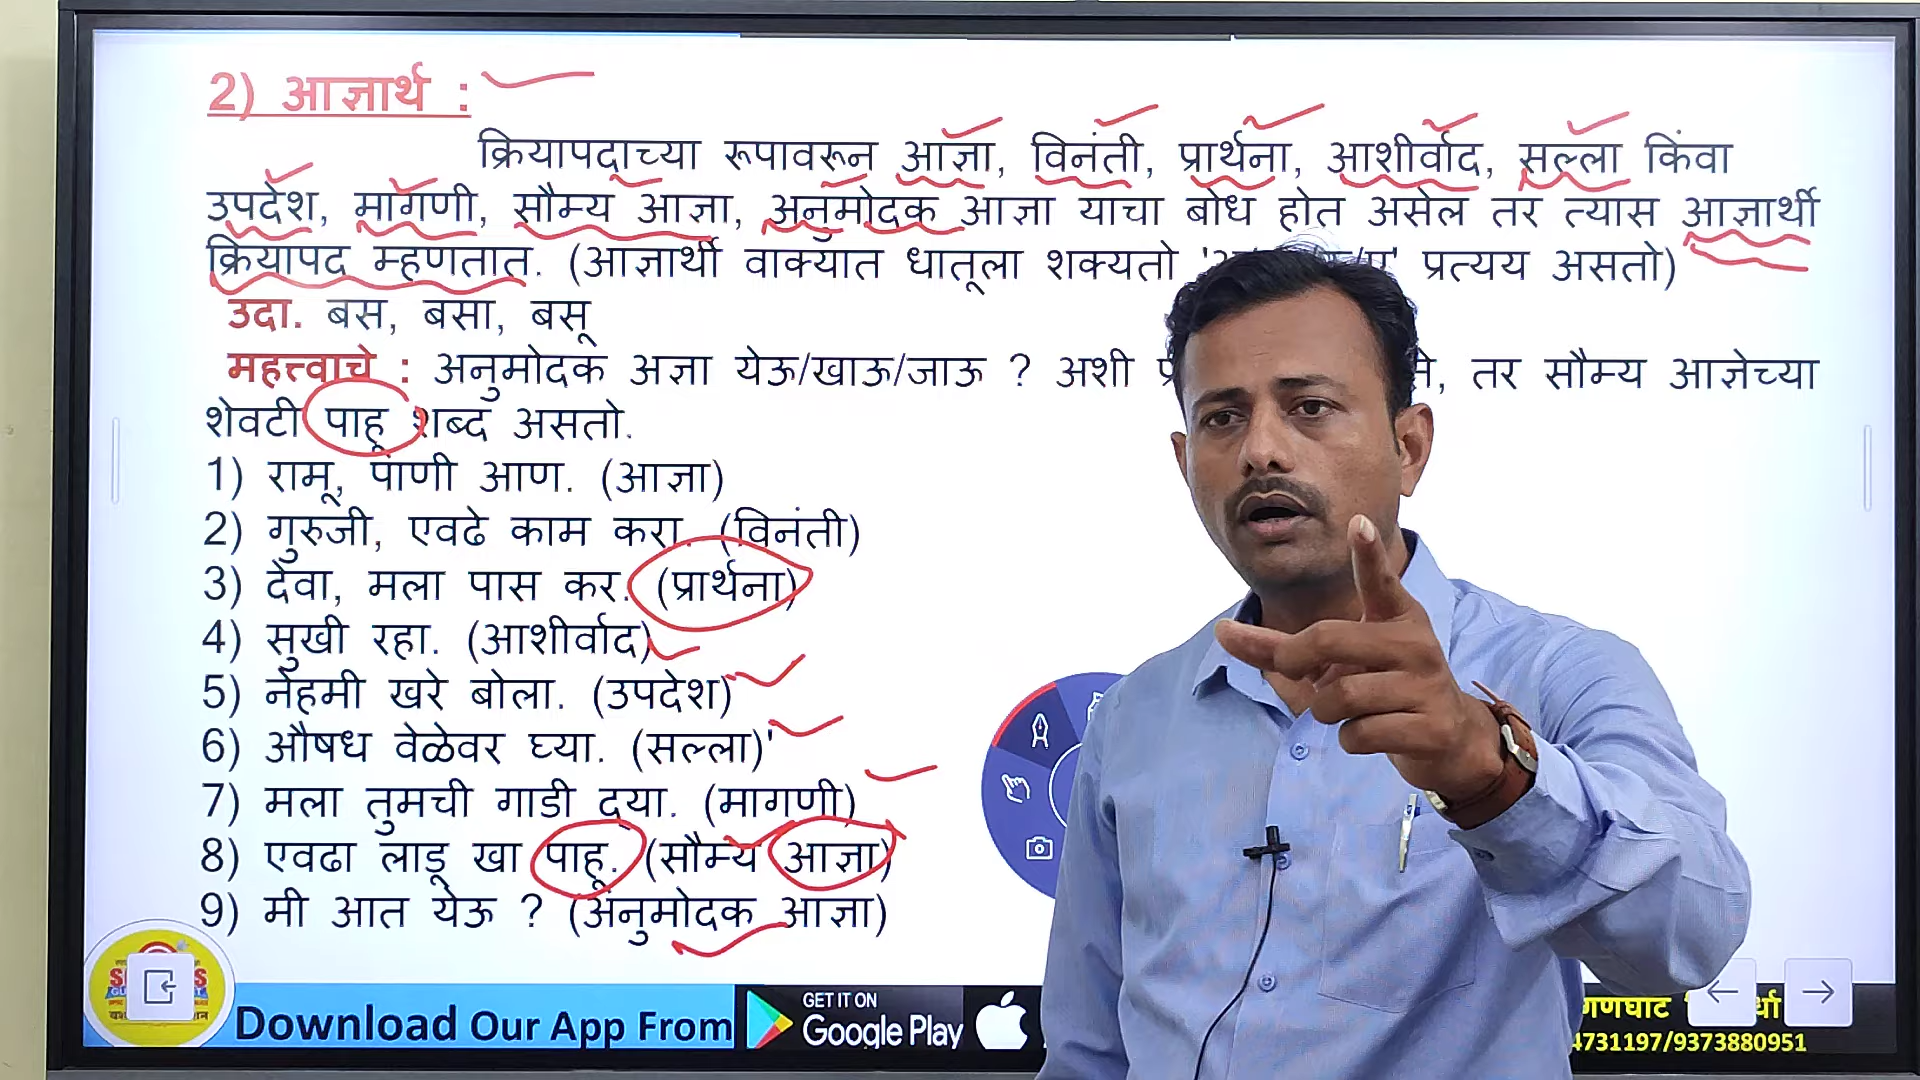 2) आज्ञार्थ :
क्रियापदाच्या रूपावरून आज्ञा, विनंती, प्रार्थना, आशीर्वाद, सल्ला किंवा
उपदेश, मागणी, सौम्य आज्ञा, अनुमोदक आज्ञा याचा बोध होत असेल तर त्यास आज्ञार्थी
क्रियापद म्हणतात. (आज्ञार्थी वाक्यात धातूला शक्यतो प्रत्यय असतो)
उदा. बस, बसा, बसू
महत्त्वाचे : अनुमोदक अज्ञा येऊ/खाऊ/जाऊ ? अशी तर सौम्य आज्ञेच्या
शेवटी पाहू शब्द असतो.
1) रामू, पाणी आण. (आज्ञा)
2) गुरुजी, एवढे काम करा. (विनंती)
3) देवा, मला पास कर. (प्रार्थना)
4) सुखी रहा. (आशीर्वाद)
5) नेहमी खरे बोला. (उपदेश)
6) औषध वेळेवर घ्या. (सल्ला)'
7) मला तुमची गाडी द्या. (मागणी)
8) एवढा लाडू खा पाहू. (सौम्य आज्ञा)
9) मी आत येऊ ? (अनुमोदक आज्ञा)
Download Our App From
GET IT ON
Google Play
4731197/9373880951